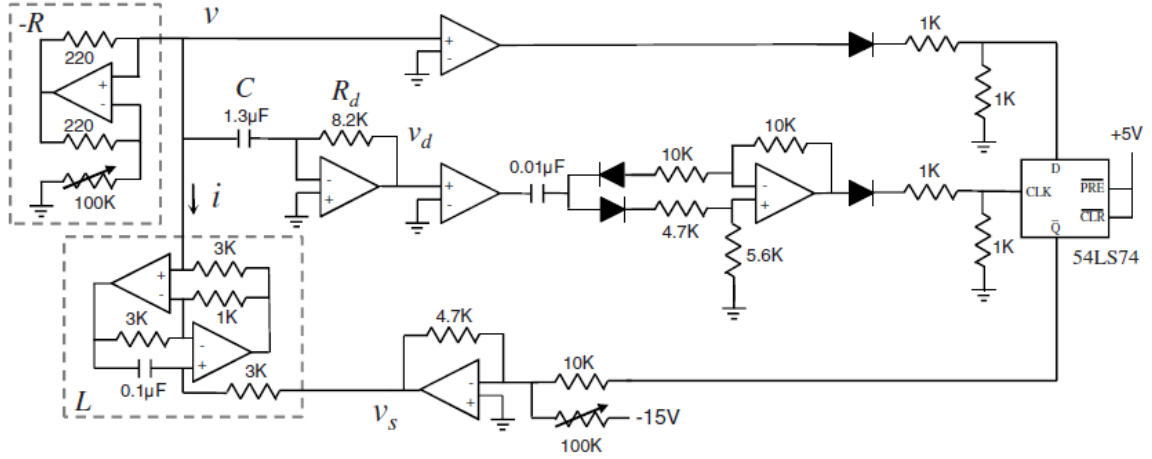 -R
220
+
-
220
100K
v
C
1.3µF
R_d
8.2K
v_d
-
+
+
-
+
-
0.01µF
10K
10K
4.7K
-
+
5.6K
1K
1K
1K
1K
+5V
D
CLK
PRE
CLR
Q̄
54LS74
i
3K
+
-
1K
3K
-
+
0.1µF
3K
L
v_s
4.7K
-
+
10K
-15V
100K